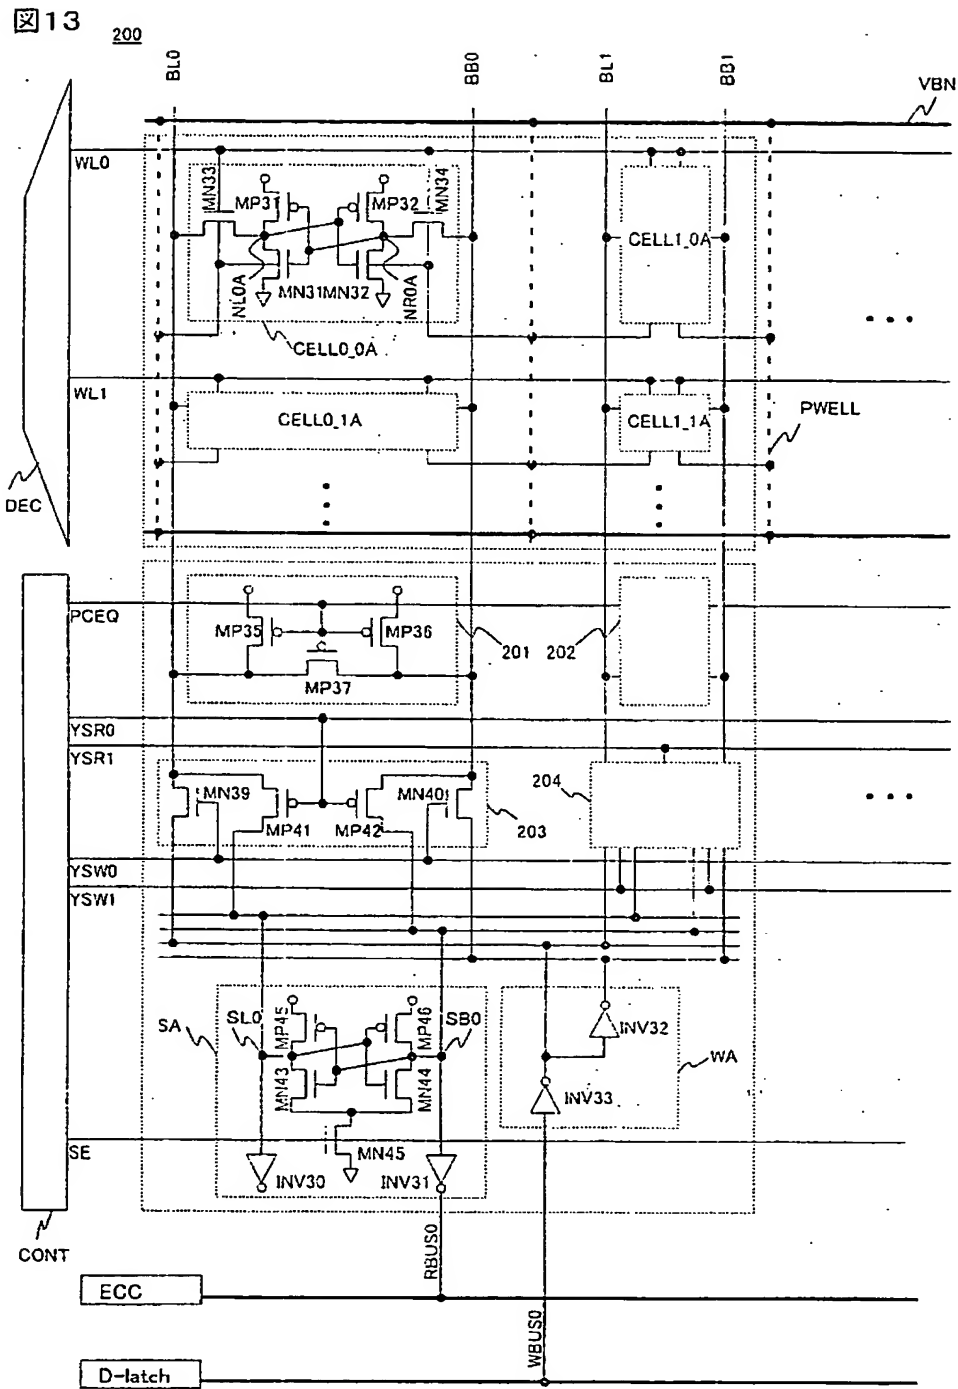 図13
200
BL0
BB0
BL1
BB1
VBN
WL0
MN33
MP31
MP32
MN34
CELL1_0A
NL0A
MN31
MN32
NR0A
CELL0_0A
WL1
CELL0_1A
CELL1_1A
PWELL
DEC
PCEQ
MP35
MP36
201
202
MP37
YSR0
YSR1
MN39
MN40
204
MP41
MP42
203
YSW0
YSW1
SA
SL0
MP45
MP46
SB0
INV32
WA
MN43
MN44
INV33
SE
MN45
INV30
INV31
CONT
RBUS0
ECC
WBUS0
D-latch